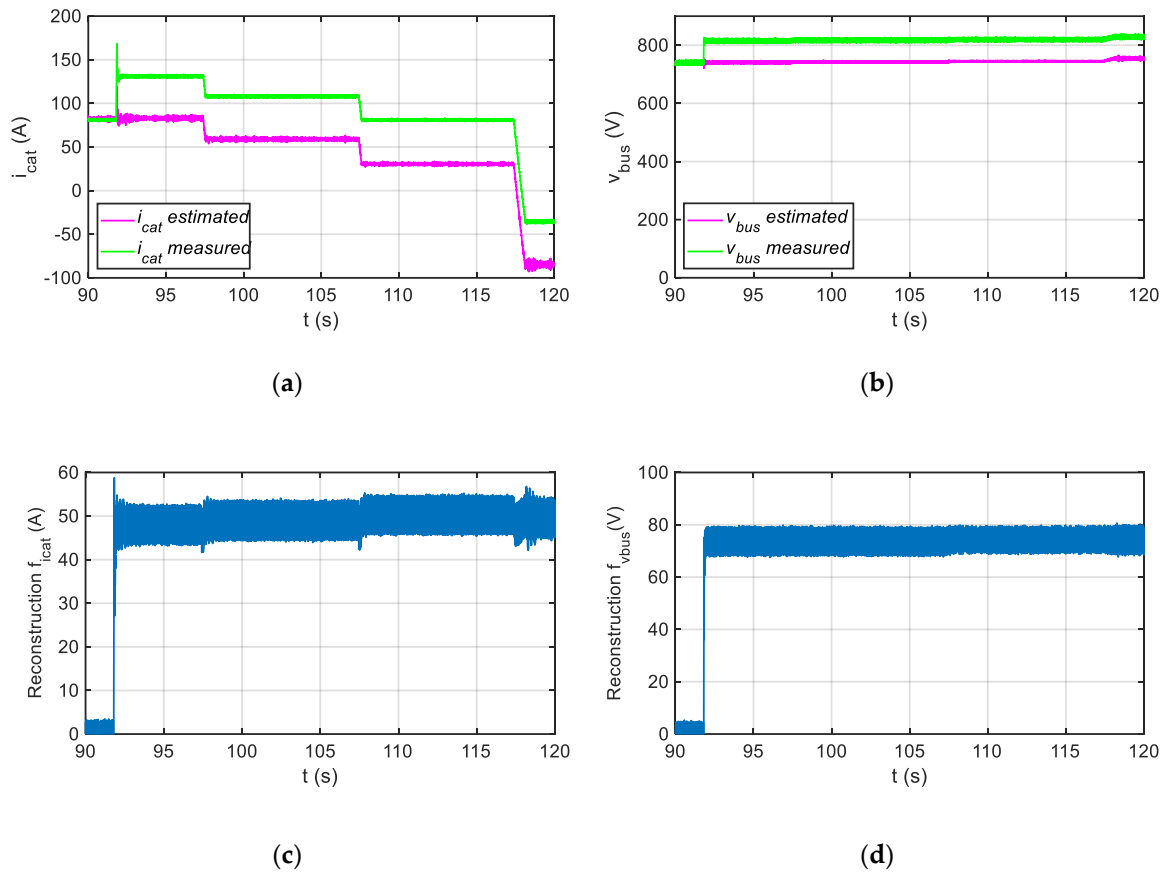 200
150
100
50
0
-50
-100
i_cat (A)
i_cat estimated
i_cat measured
90 95 100 105 110 115 120
t (s)
(a)
800
600
400
200
0
v_bus (V)
v_bus estimated
v_bus measured
90 95 100 105 110 115 120
t (s)
(b)
60
50
40
30
20
10
0
Reconstruction f_icat (A)
90 95 100 105 110 115 120
t (s)
(c)
100
80
60
40
20
0
Reconstruction f_vbus(V)
90 95 100 105 110 115 120
t (s)
(d)